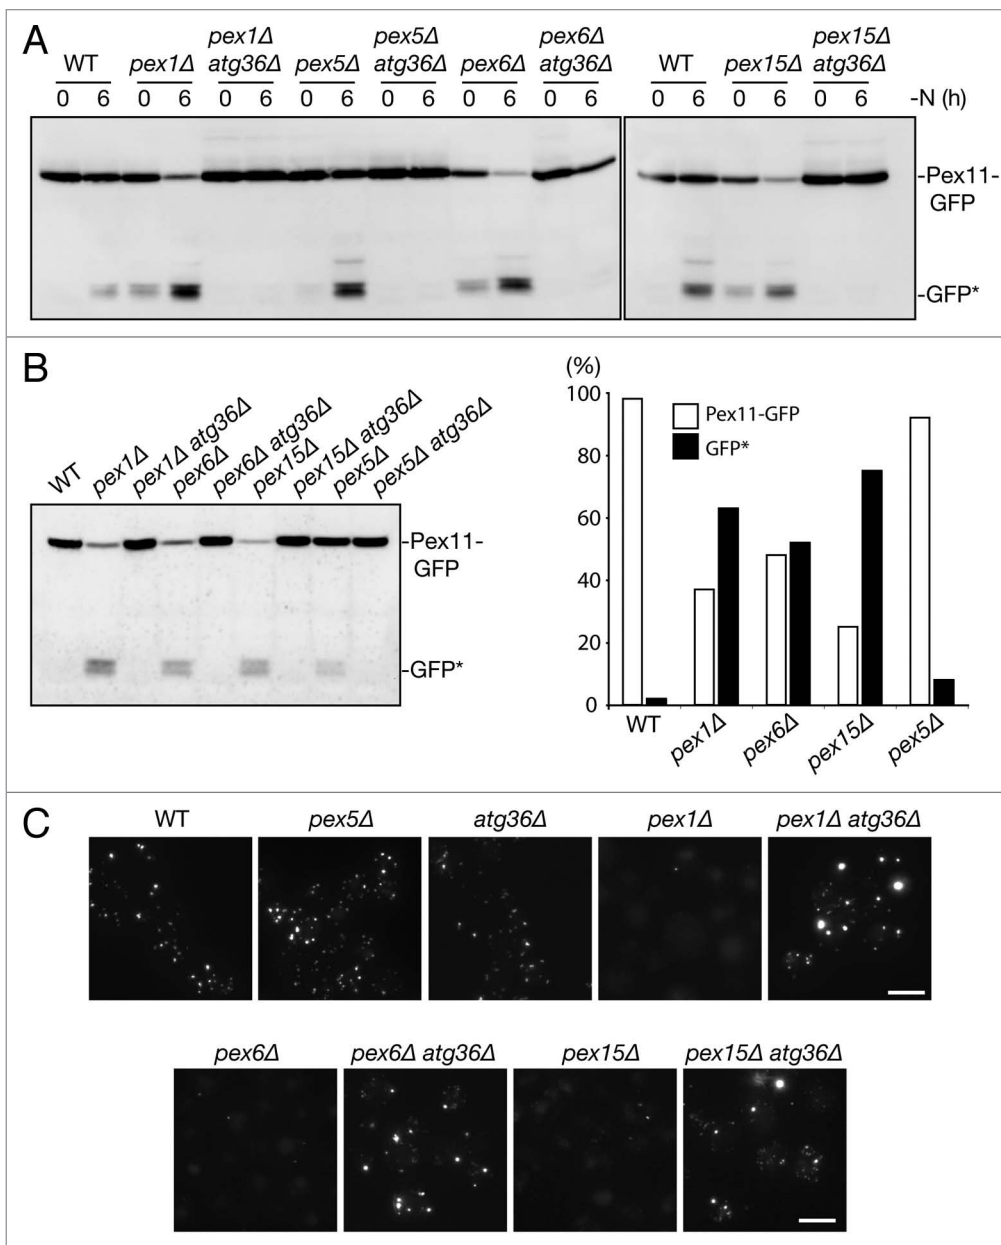 A
WT pex1Δ pex1Δ atg36Δ pex5Δ pex5Δ atg36Δ pex6Δ pex6Δ atg36Δ WT pex15Δ pex15Δ atg36Δ
0 6 0 6 0 6 0 6 0 6 0 6 0 6 0 6 0 6 0 6 -N (h)
-Pex11-
GFP
-GFP*
B
WT pex1Δ pex1Δ atg36Δ pex6Δ pex6Δ atg36Δ pex15Δ pex15Δ atg36Δ pex5Δ pex5Δ atg36Δ
-Pex11-
GFP
-GFP*
(%)
100
80
60
40
20
0
Pex11-GFP
GFP*
WT pex1Δ pex6Δ pex15Δ pex5Δ
C
WT pex5Δ atg36Δ pex1Δ pex1Δ atg36Δ
pex6Δ pex6Δ atg36Δ pex15Δ pex15Δ atg36Δ